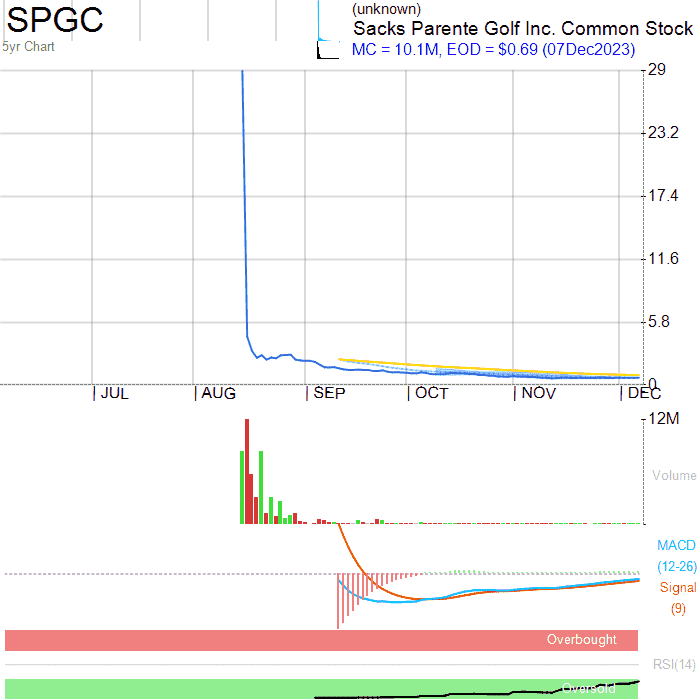 SPGC
(unknown)
Sacks Parente Golf Inc. Common Stock
5yr Chart
MC = 10.1M, EOD = $0.69 (07Dec2023)
29
23.2
17.4
11.6
5.8
0
JUL AUG SEP OCT NOV DEC
12M
Volume
MACD
(12-26)
Signal
(9)
Overbought
RSI(14)
Oversold